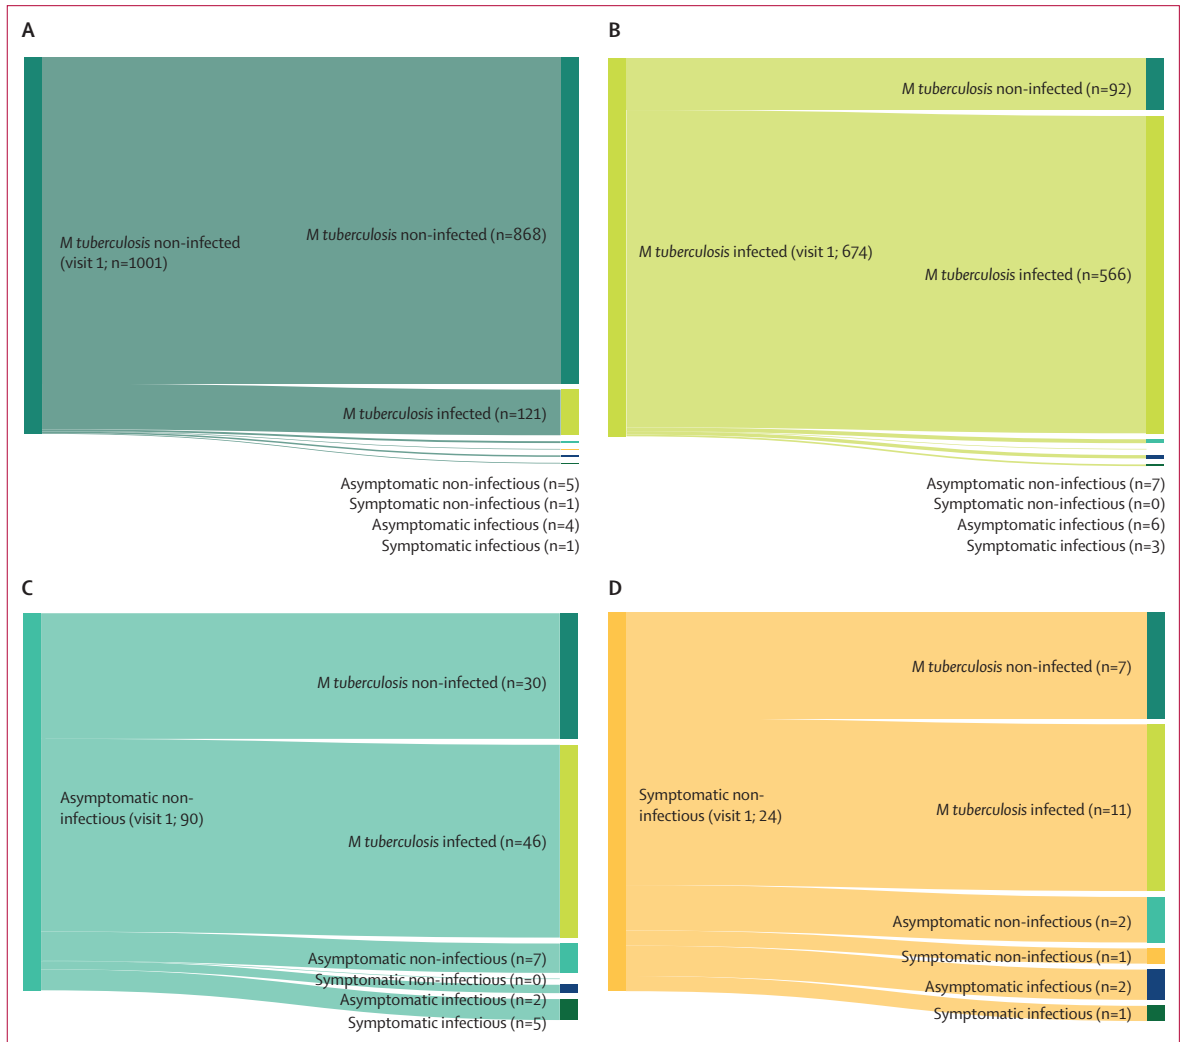 A
M tuberculosis non-infected
(visit 1; n=1001)
M tuberculosis non-infected (n=868)
M tuberculosis infected (n=121)
Asymptomatic non-infectious (n=5)
Symptomatic non-infectious (n=1)
Asymptomatic infectious (n=4)
Symptomatic infectious (n=1)
B
M tuberculosis infected (visit 1; 674)
M tuberculosis non-infected (n=92)
M tuberculosis infected (n=566)
Asymptomatic non-infectious (n=7)
Symptomatic non-infectious (n=0)
Asymptomatic infectious (n=6)
Symptomatic infectious (n=3)
C
Asymptomatic non-
infectious (visit 1; 90)
M tuberculosis non-infected (n=30)
M tuberculosis infected (n=46)
Asymptomatic non-infectious (n=7)
Symptomatic non-infectious (n=0)
Asymptomatic infectious (n=2)
Symptomatic infectious (n=5)
D
Symptomatic non-
infectious (visit 1; 24)
M tuberculosis non-infected (n=7)
M tuberculosis infected (n=11)
Asymptomatic non-infectious (n=2)
Symptomatic non-infectious (n=1)
Asymptomatic infectious (n=2)
Symptomatic infectious (n=1)